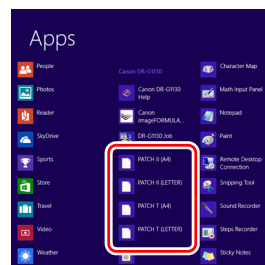 Apps
People
Photos
Reader
SkyDrive
Sports
Store
Travel
Video
Weather
Canon DR-G1130
Canon DR-G1130
Help
Canon
imageFORMULA...
DR-G1130 Job
PATCH II (A4)
PATCH II (LETTER)
PATCH T (A4)
PATCH T (LETTER)
Character Map
Math Input Panel
Notepad
Paint
Remote Desktop
Connection
Snipping Tool
Sound Recorder
Steps Recorder
Sticky Notes